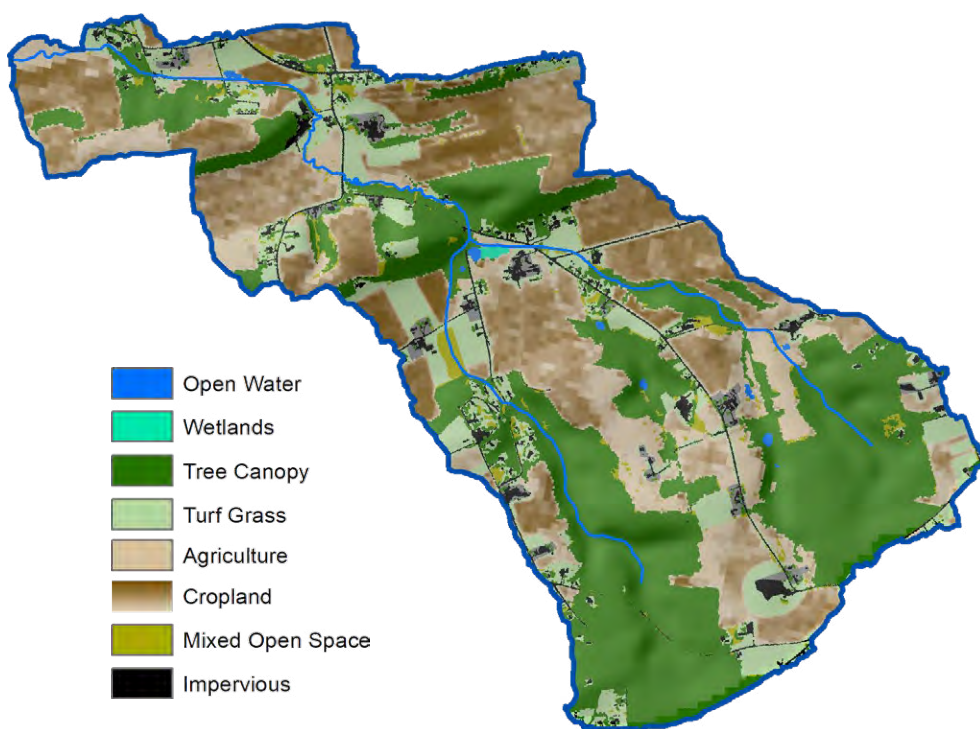 Open Water
Wetlands
Tree Canopy
Turf Grass
Agriculture
Cropland
Mixed Open Space
Impervious